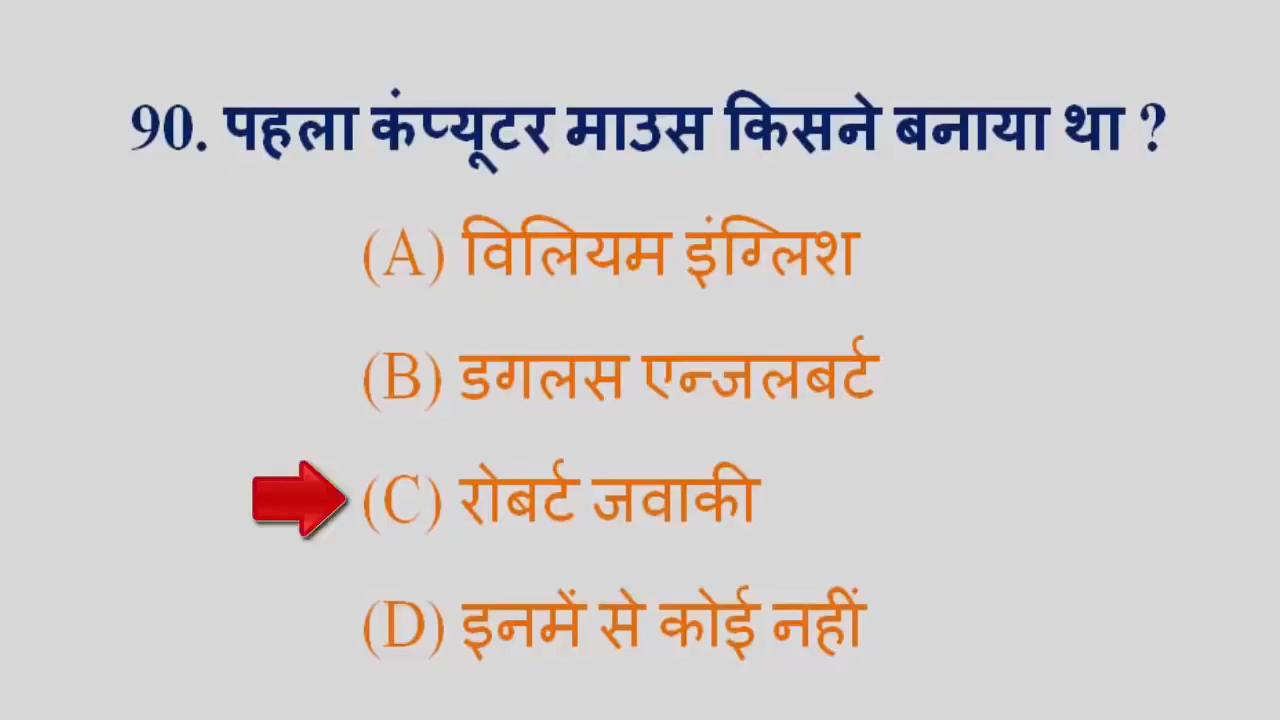 90. पहला कंप्यूटर माउस किसने बनाया था ?
(A) विलियम इंग्लिश
(B) डगलस एन्जलबर्ट
(C) रोबर्ट जवाकी
(D) इनमें से कोई नहीं